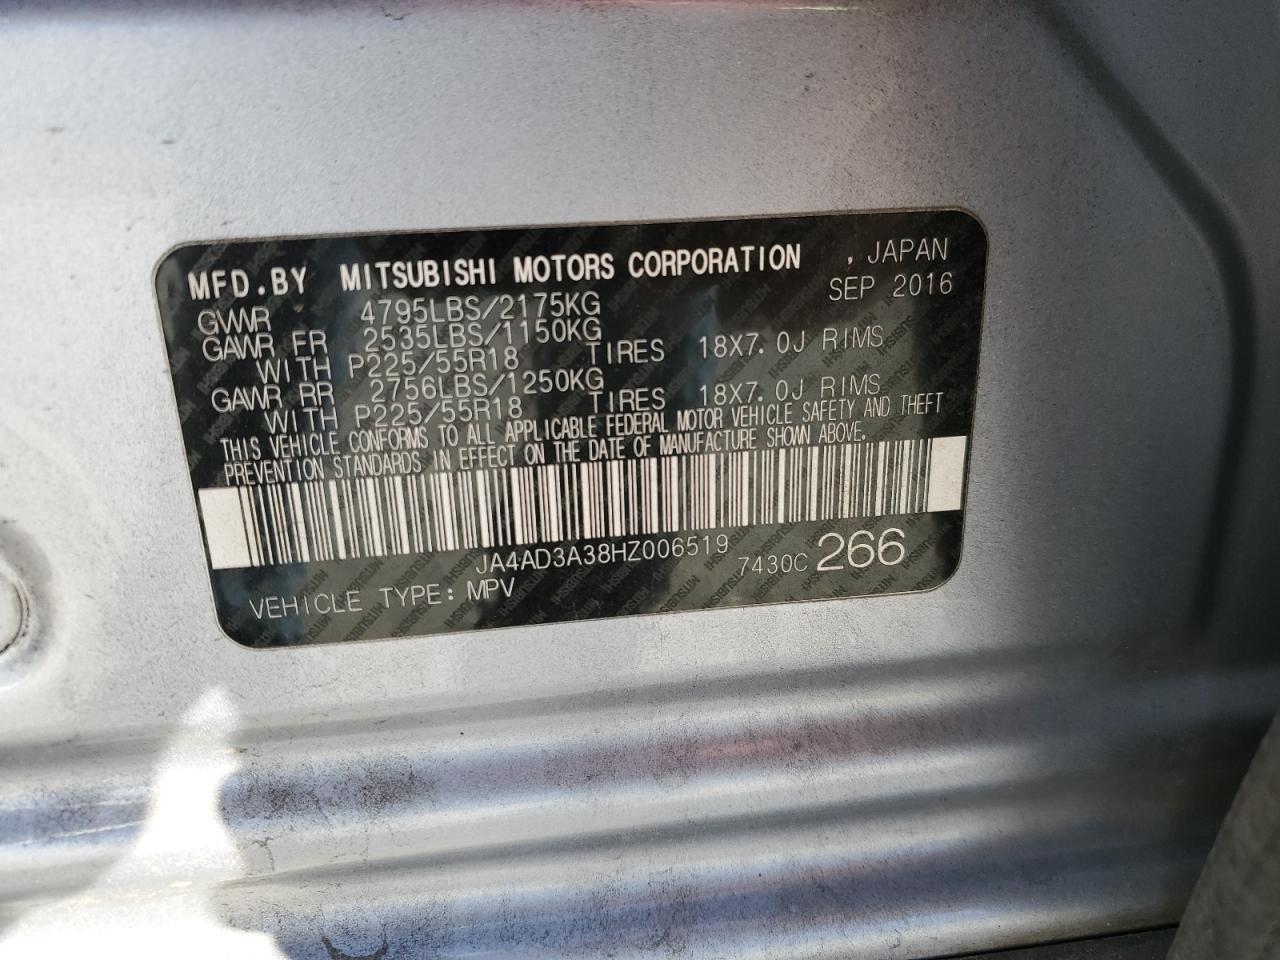 MFD.BY MITSUBISHI MOTORS CORPORATION , JAPAN
SEP 2016
GVWR 4795LBS/2175KG
GAWR FR 2535LBS/1150KG
WITH P225/55R18 TIRES 18X7.0J RIMS
GAWR RR 2756LBS/1250KG
WITH P225/55R18 TIRES 18X7.0J RIMS
THIS VEHICLE CONFORMS TO ALL APPLICABLE FEDERAL MOTOR VEHICLE SAFETY AND THEFT
PREVENTION STANDARDS IN EFFECT ON THE DATE OF MANUFACTURE SHOWN ABOVE.
JA4AD3A38HZ006519
7430C 266
VEHICLE TYPE: MPV